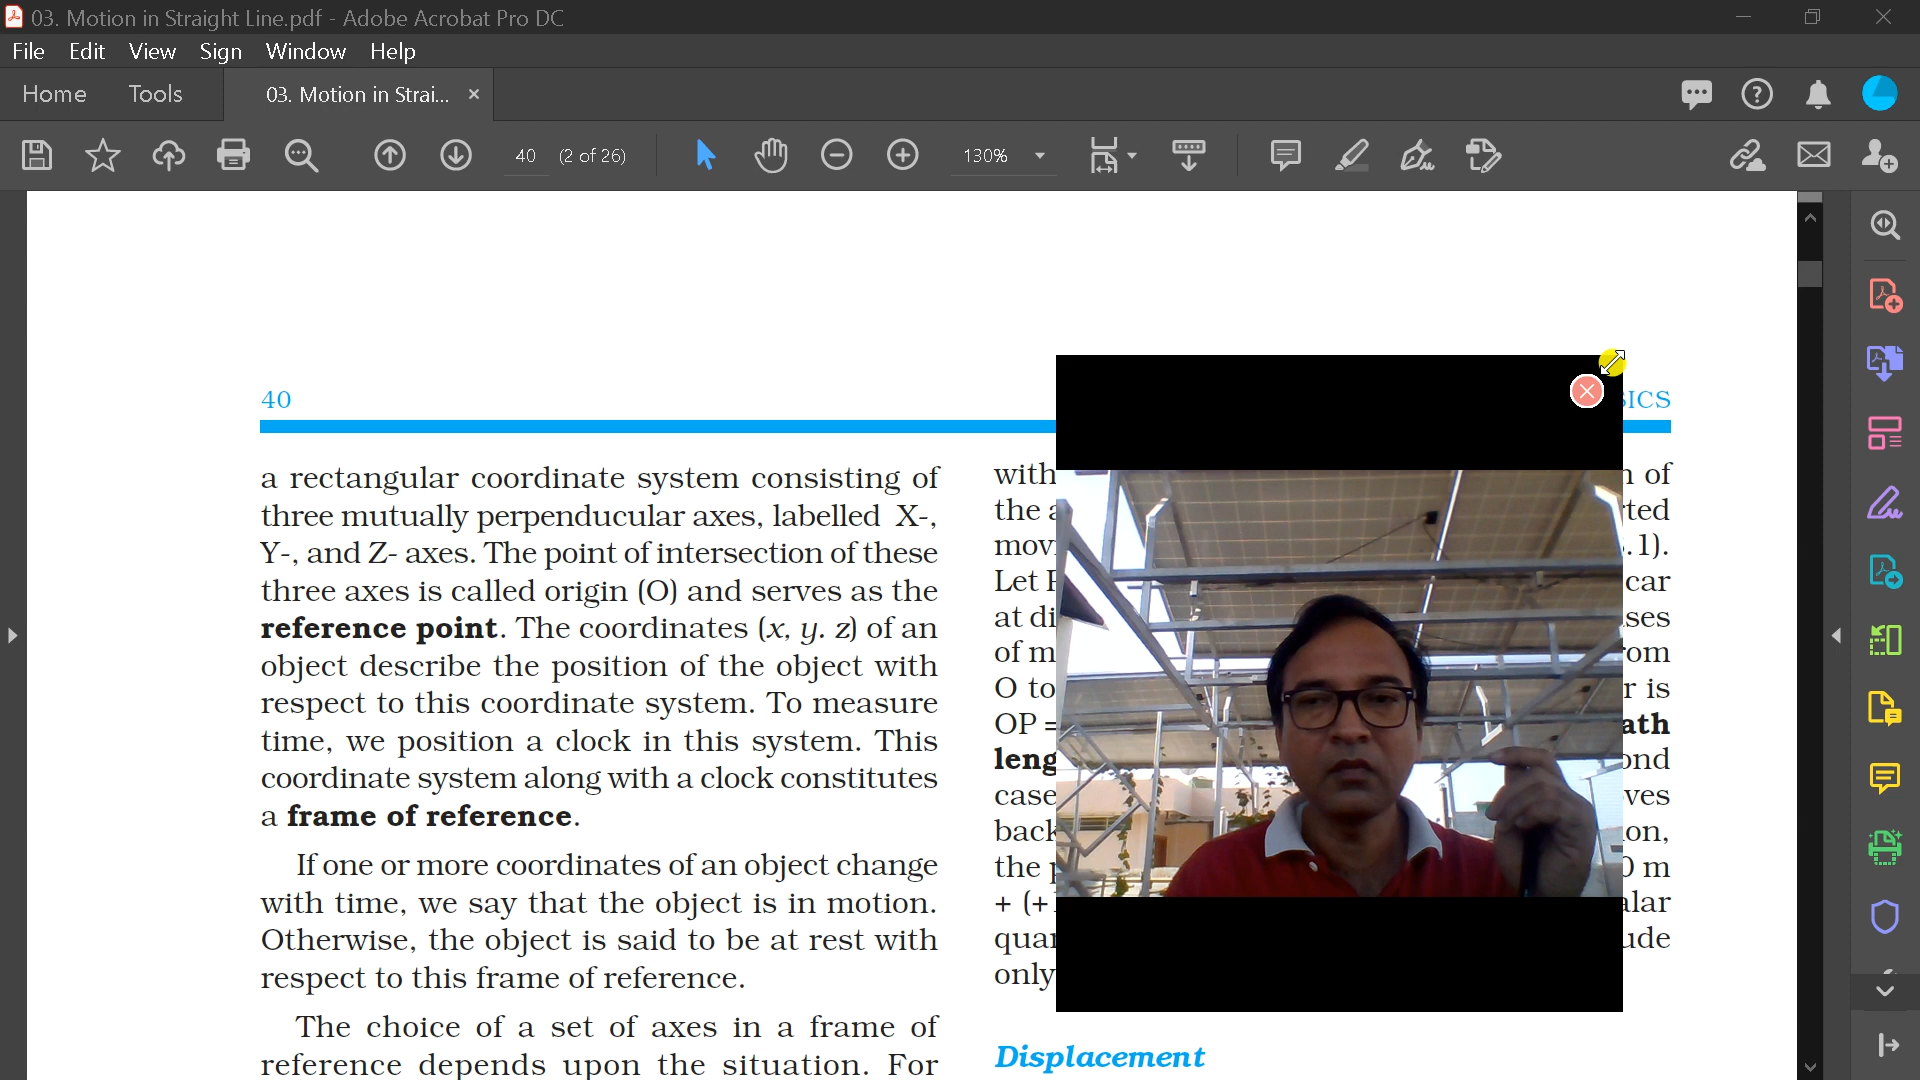 03. Motion in Straight Line.pdf - Adobe Acrobat Pro DC
File Edit View Sign Window Help
Home Tools 03. Motion in Strai...
40 (2 of 26) 130%
40
a rectangular coordinate system consisting of
three mutually perpenducular axes, labelled X-,
Y-, and Z- axes. The point of intersection of these
three axes is called origin (O) and serves as the
reference point. The coordinates (x, y. z) of an
object describe the position of the object with
respect to this coordinate system. To measure
time, we position a clock in this system. This
coordinate system along with a clock constitutes
a frame of reference.
If one or more coordinates of an object change
with time, we say that the object is in motion.
Otherwise, the object is said to be at rest with
respect to this frame of reference.
The choice of a set of axes in a frame of
reference depends upon the situation. For
with of
the
.1).
Let car
at
of
O to is
OP =
case
back
the 0 m
+ (+
only
Displacement